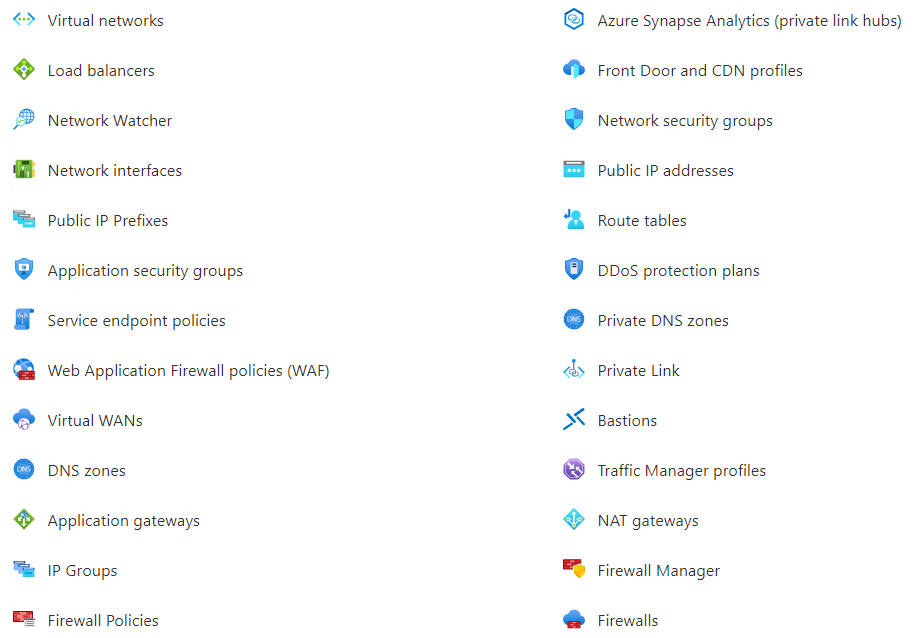 Virtual networks
Azure Synapse Analytics (private link hubs)
Load balancers
Front Door and CDN profiles
Network Watcher
Network security groups
Network interfaces
Public IP addresses
Public IP Prefixes
Route tables
Application security groups
DDoS protection plans
Service endpoint policies
DNS
Private DNS zones
Web Application Firewall policies (WAF)
Private Link
Virtual WANs
Bastions
DNS
DNS zones
Traffic Manager profiles
Application gateways
NAT gateways
IP Groups
Firewall Manager
Firewall Policies
Firewalls